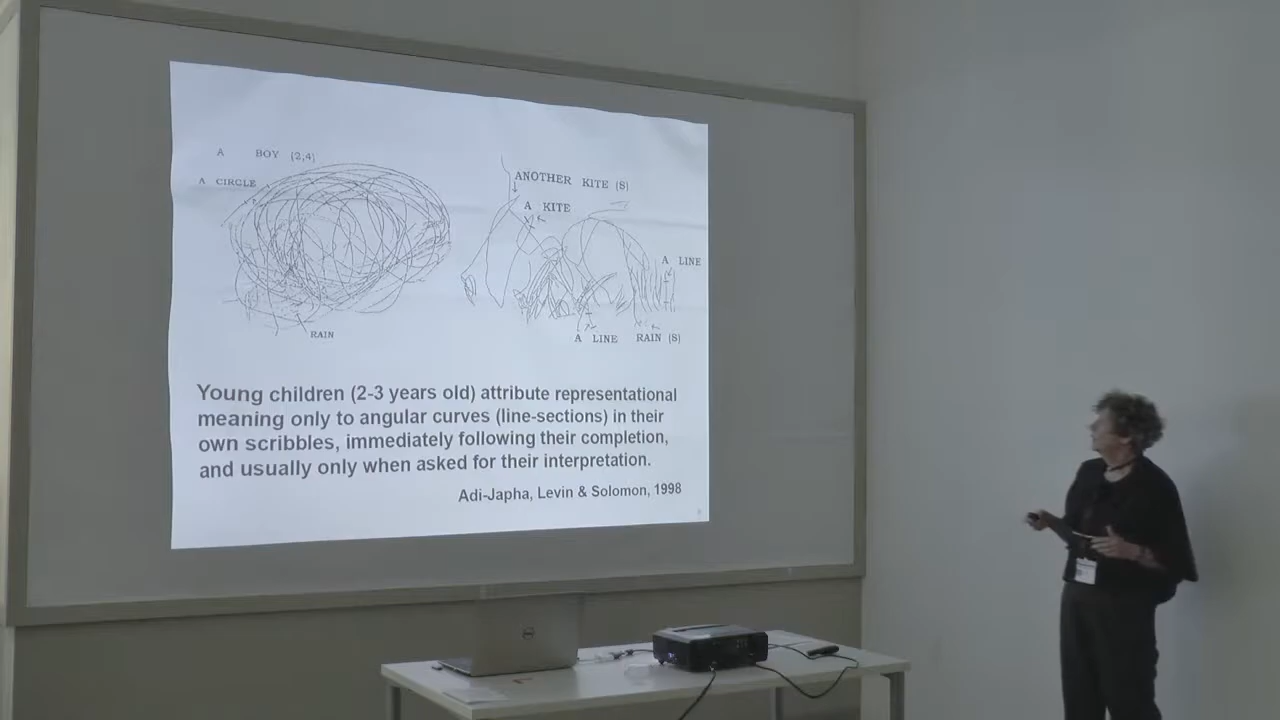 A BOY (2;4)
A CIRCLE
RAIN
ANOTHER KITE (S)
A KITE
A LINE
A LINE RAIN (S)
Young children (2-3 years old) attribute representational
meaning only to angular curves (line-sections) in their
own scribbles, immediately following their completion,
and usually only when asked for their interpretation.
Adi-Japha, Levin & Solomon, 1998
DELL